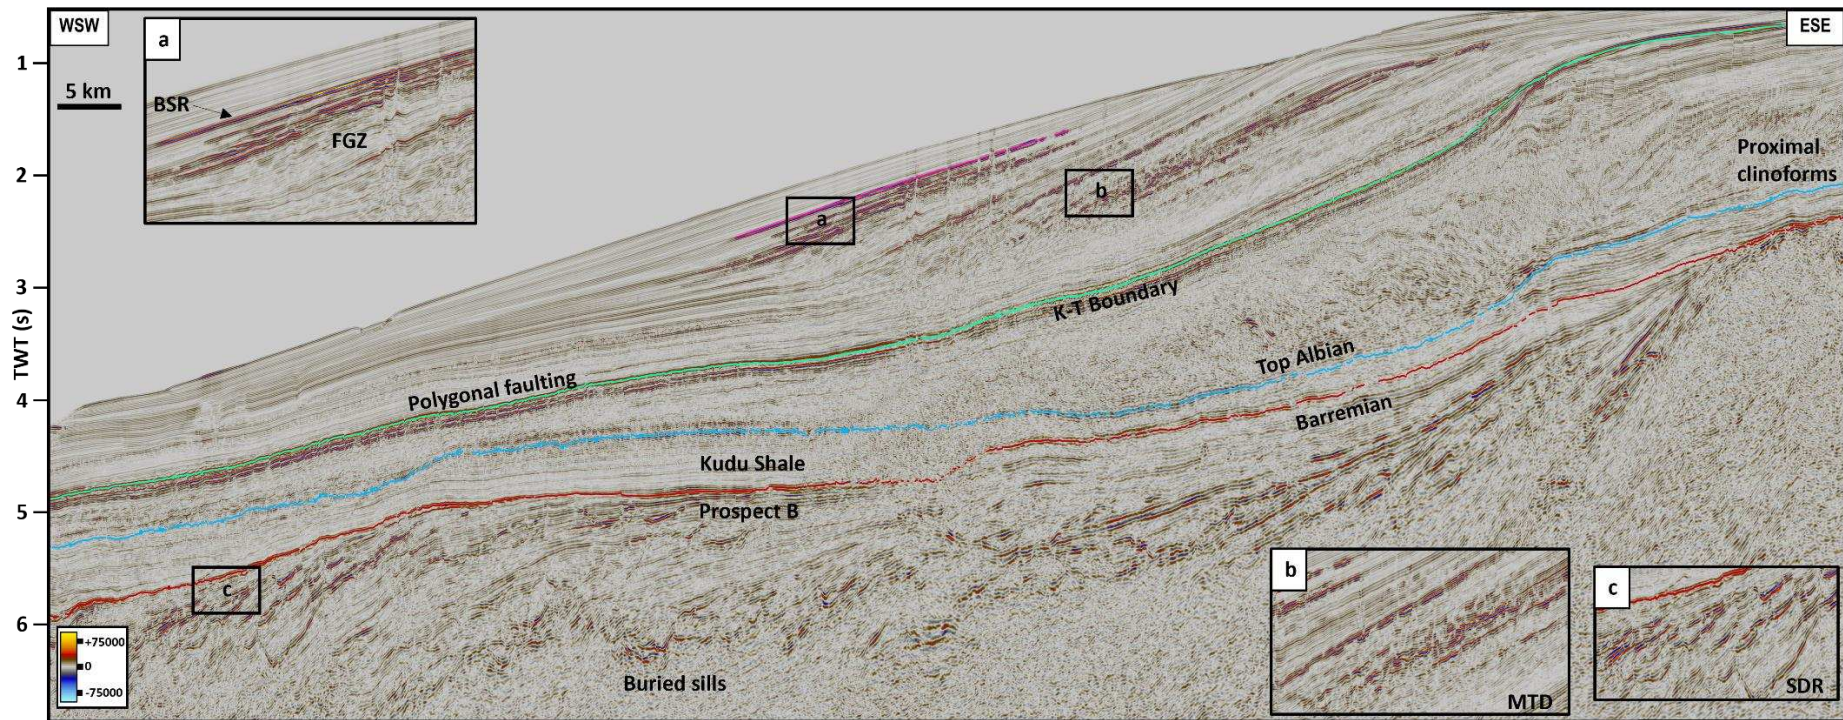 WSW
a
ESE
1
5 km
BSR
FGZ
Proximal
clinoforms
2
a
b
3
TWT (s)
K-T Boundary
Top Albian
4
Polygonal faulting
Barremian
Kudu Shale
5
Prospect B
c
b
c
6
+75000
0
-75000
Buried sills
MTD
SDR